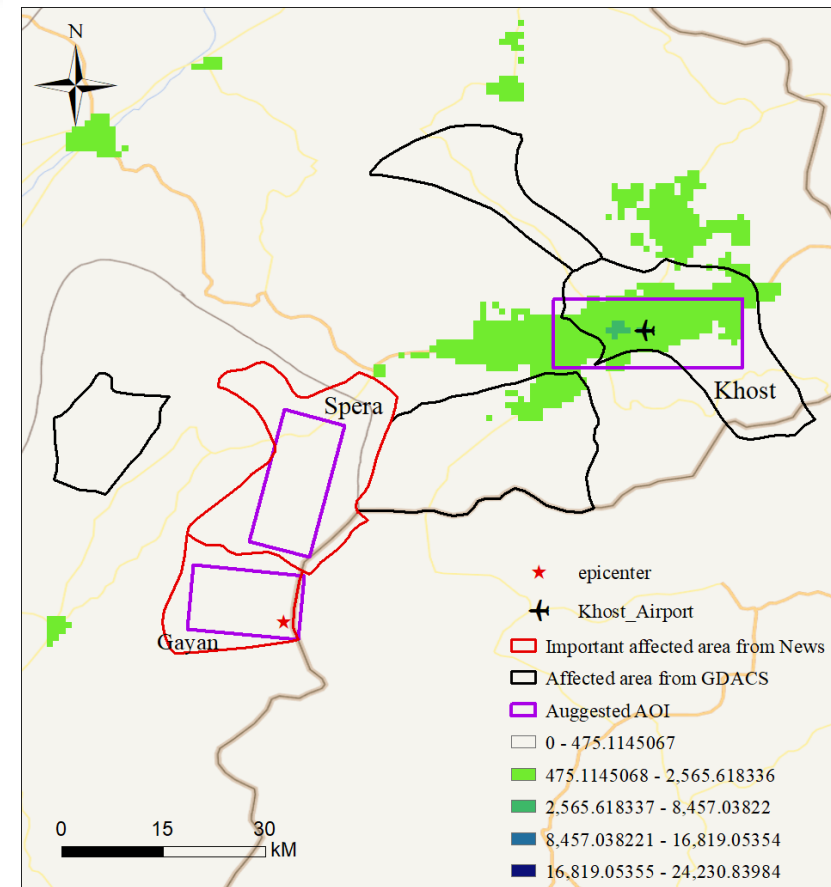 N
Spera
Khost
Gayan
epicenter
Khost_Airport
Important affected area from News
Affected area from GDACS
Auggested AOI
0 - 475.1145067
475.1145068 - 2,565.618336
2,565.618337 - 8,457.03822
8,457.038221 - 16,819.05354
16,819.05355 - 24,230.83984
0 15 30
kM